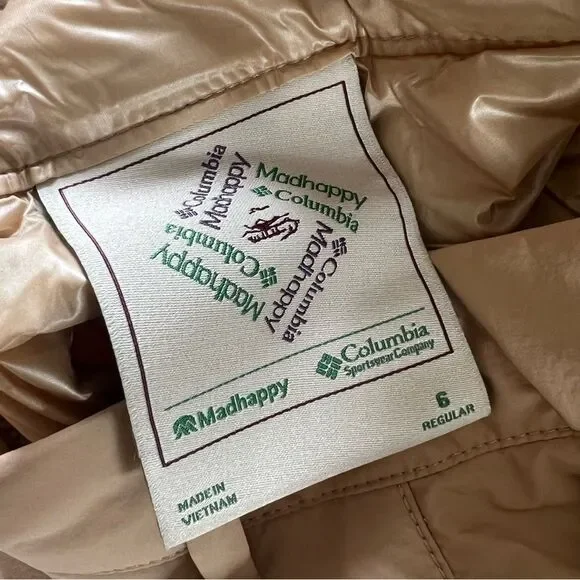 Columbia
Madhappy
Madhappy
Columbia
Columbia
Madhappy
Madhappy
Columbia
Madhappy
Columbia
Sportswear Company
6
REGULAR
MADE IN
VIETNAM